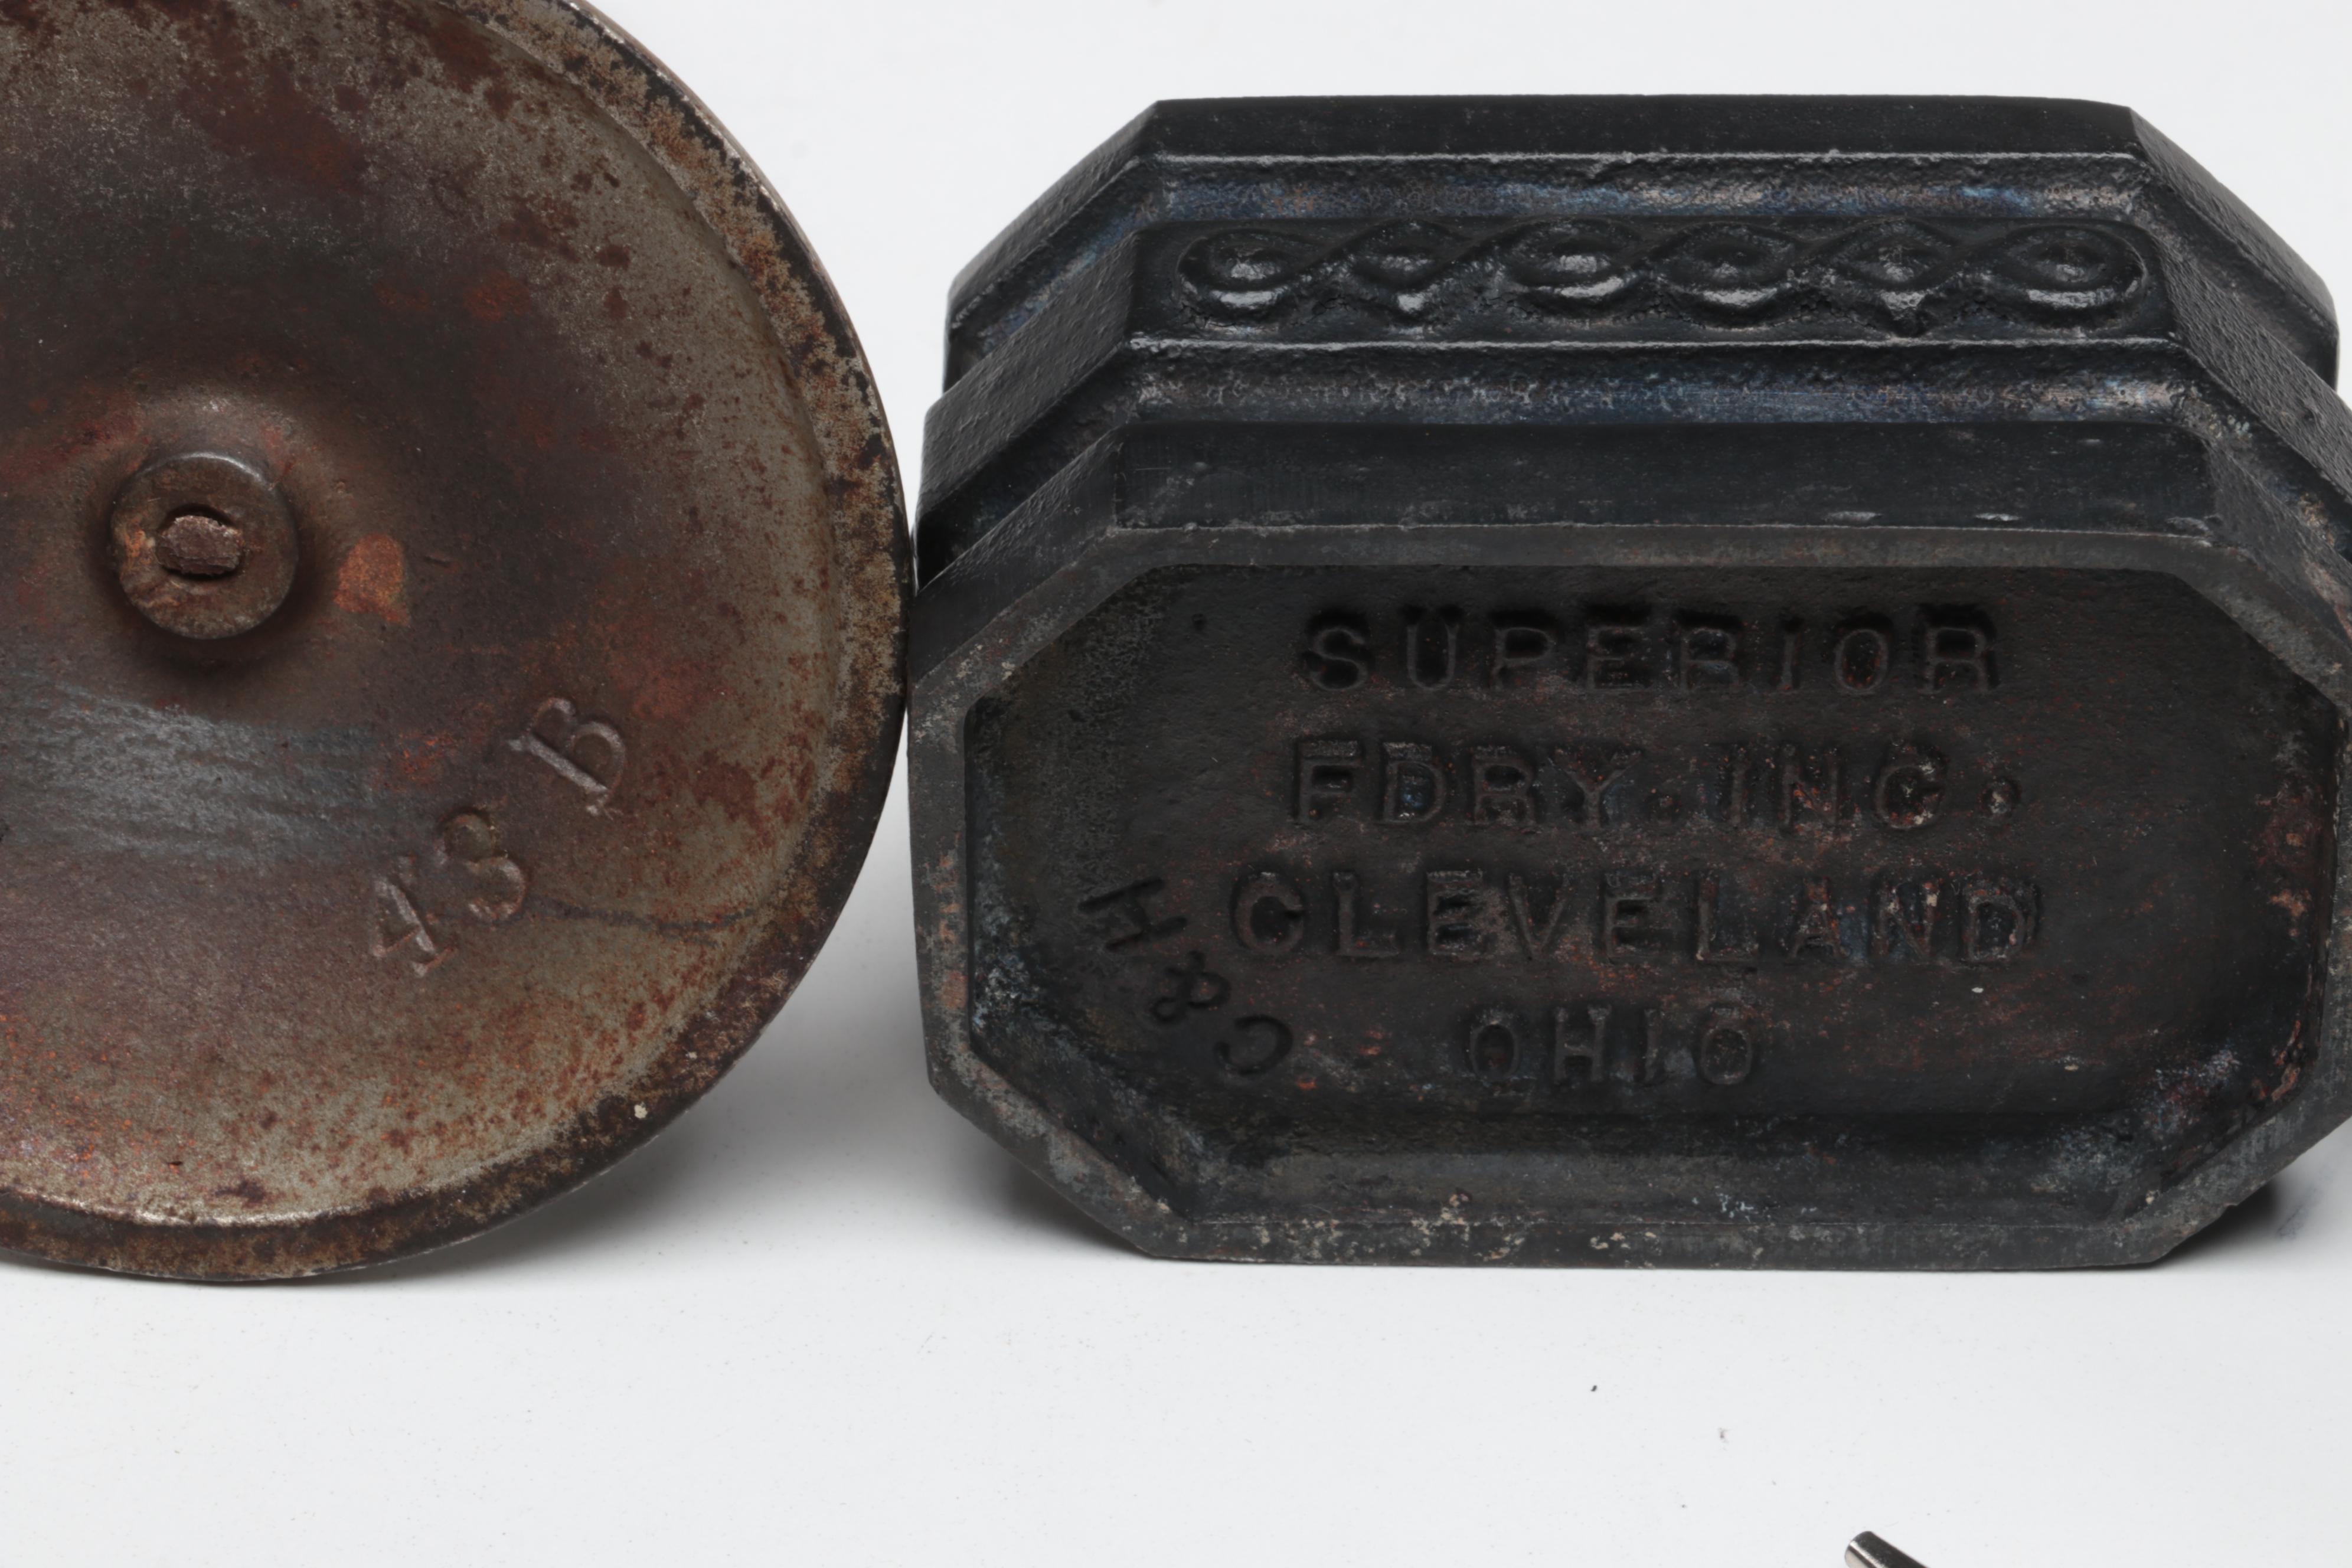 43 B
SUPERIOR
FDRY. INC.
CLEVELAND
OHIO
H&C